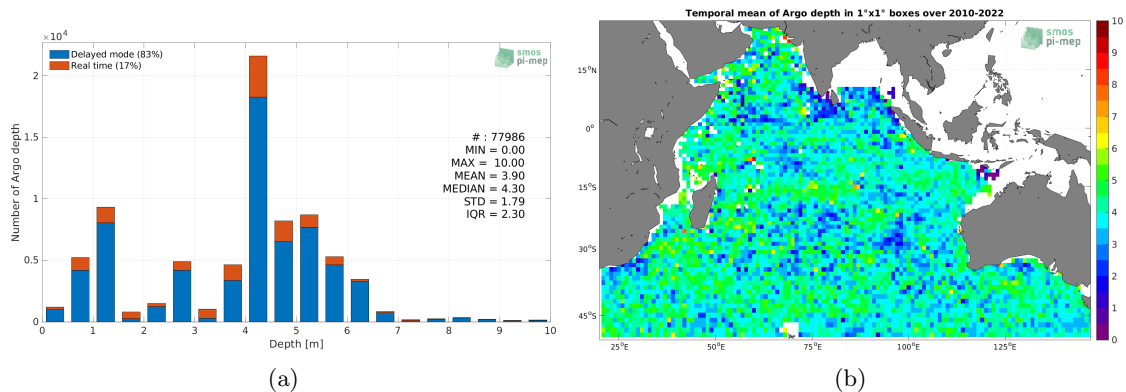 ×10⁴
Delayed mode (83%)
Real time (17%)
smos
pi-mep
# : 77986
MIN = 0.00
MAX = 10.00
MEAN = 3.90
MEDIAN = 4.30
STD = 1.79
IQR = 2.30
Number of Argo depth
2
1.5
1
0.5
0
0 1 2 3 4 5 6 7 8 9 10
Depth [m]
(a)
Temporal mean of Argo depth in 1°x1° boxes over 2010-2022
smos
pi-mep
15°N
0°
15°S
30°S
45°S
25°E 50°E 75°E 100°E 125°E
10
9
8
7
6
5
4
3
2
1
0
(b)